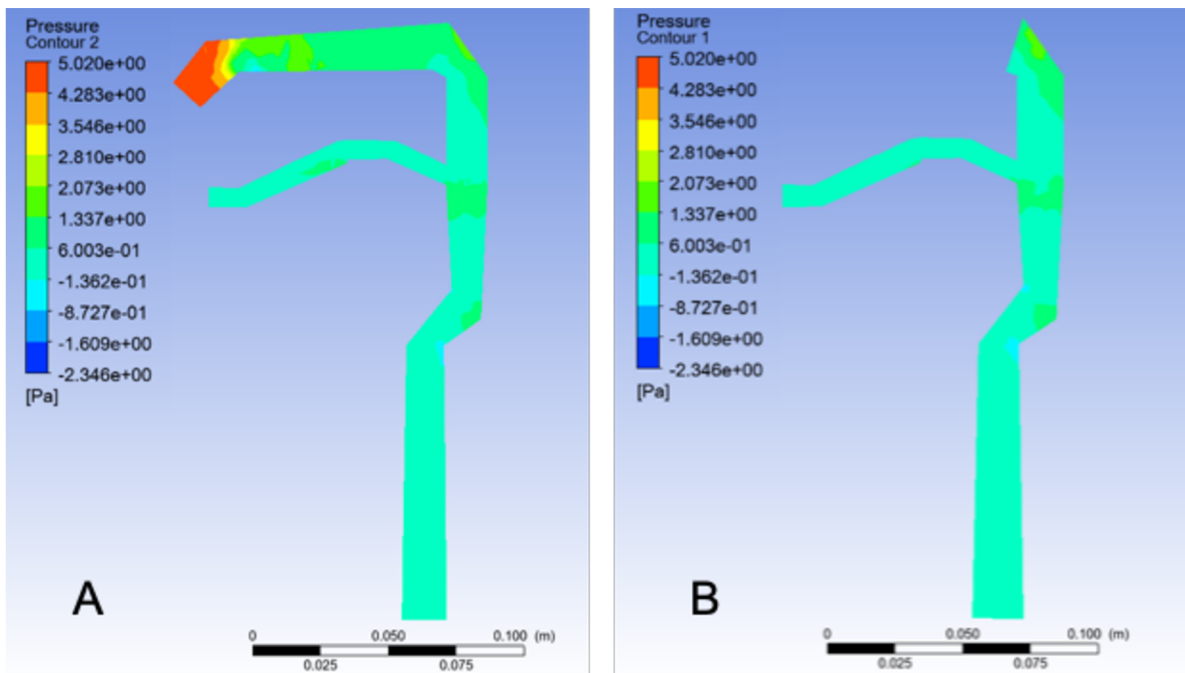 Pressure
Contour 2
5.020e+00
4.283e+00
3.546e+00
2.810e+00
2.073e+00
1.337e+00
6.003e-01
-1.362e-01
-8.727e-01
-1.609e+00
-2.346e+00
[Pa]
A
0 0.050 0.100 (m)
0.025 0.075
Pressure
Contour 1
5.020e+00
4.283e+00
3.546e+00
2.810e+00
2.073e+00
1.337e+00
6.003e-01
-1.362e-01
-8.727e-01
-1.609e+00
-2.346e+00
[Pa]
B
0 0.050 0.100 (m)
0.025 0.075